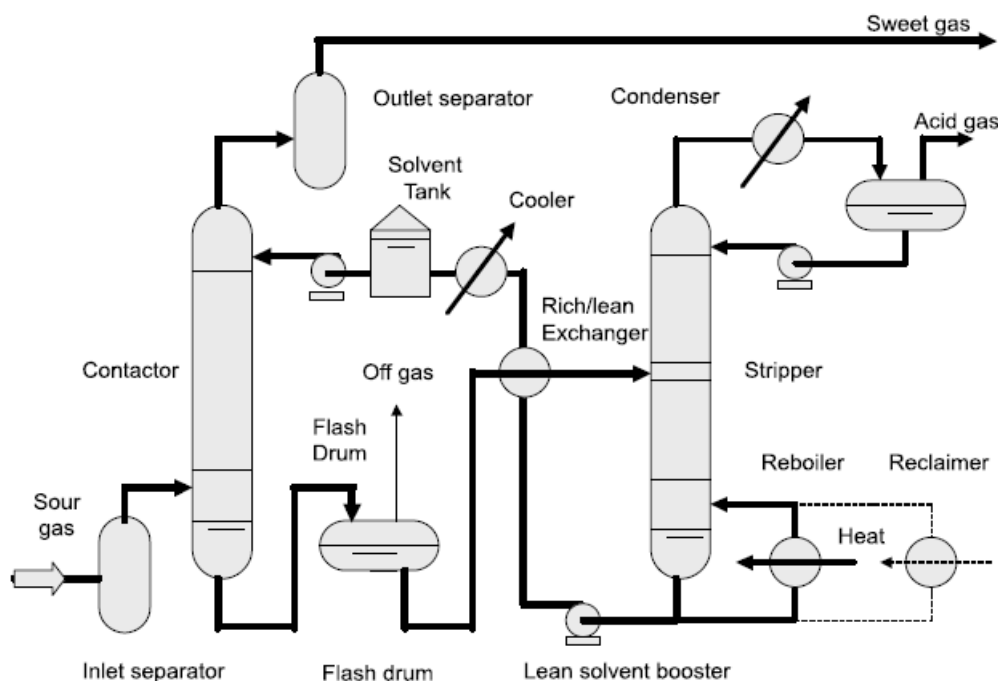 Sweet gas
Outlet separator
Condenser
Acid gas
Solvent
Tank
Cooler
Rich/lean
Exchanger
Contactor
Off gas
Stripper
Flash
Drum
Reboiler
Reclaimer
Sour
gas
Heat
Inlet separator
Flash drum
Lean solvent booster